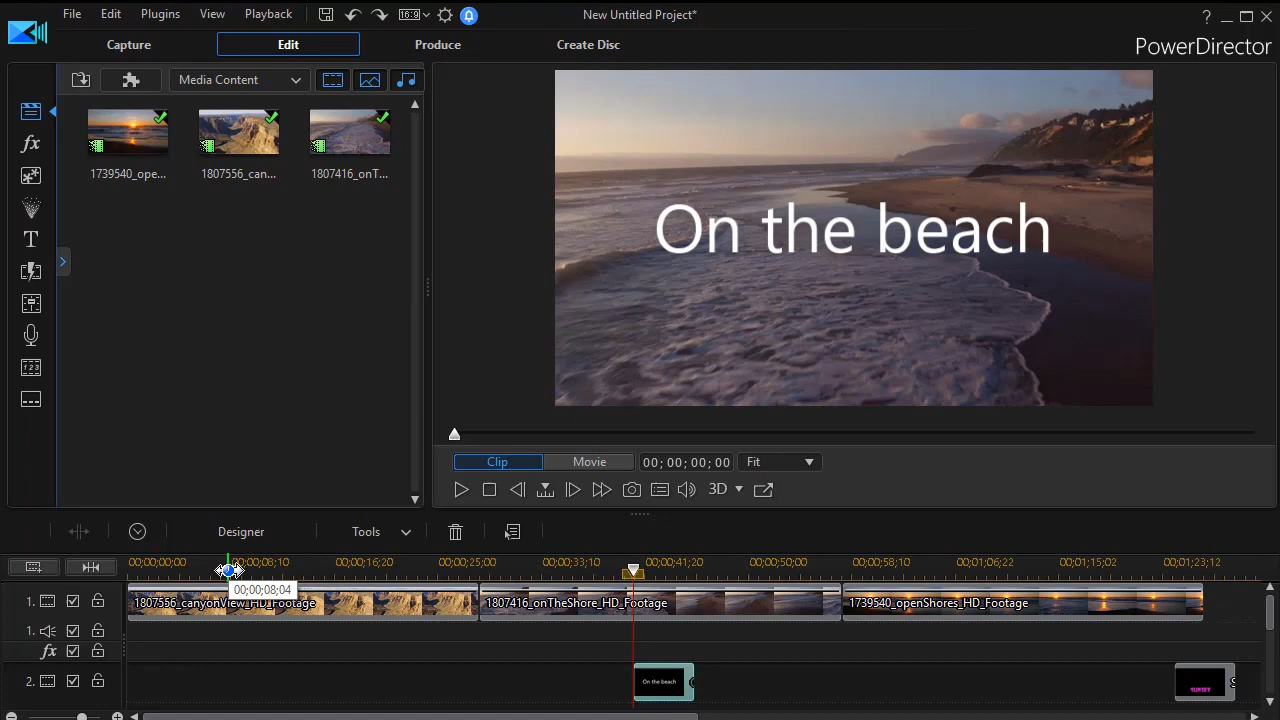 File Edit Plugins View Playback 16:9 New Untitled Project* ?
Capture Edit Produce Create Disc PowerDirector
Media Content
1739540_ope... 1807556_can... 1807416_onT...
fx
T
On the beach
Clip Movie 00; 00; 00; 00 Fit
3D
Designer Tools
00;00;00;00 00;00;08;10 00;00;16;20 00;00;25;00 00;00;33;10 00;00;41;20 00;00;50;00 00;00;58;10 00;01;06;22 00;01;15;02 00;01;23;12
00;00;08;04
1. 1807556_canyonView_HD_Footage 1807416_onTheShore_HD_Footage 1739540_openShores_HD_Footage
1.
fx
2. On the beach SUNSET
123